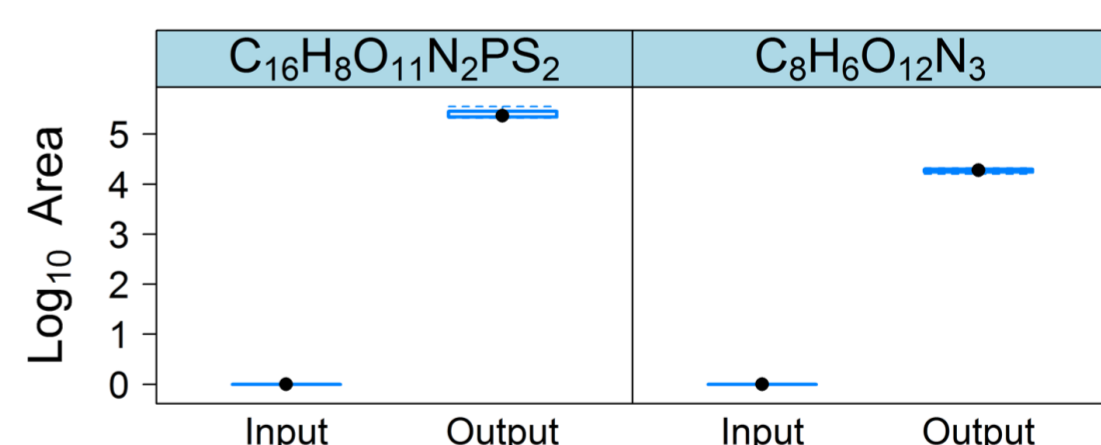 C₁₆H₈O₁₁N₂PS₂ C₈H₆O₁₂N₃
Log₁₀ Area
5
4
3
2
1
0
Input Output Input Output